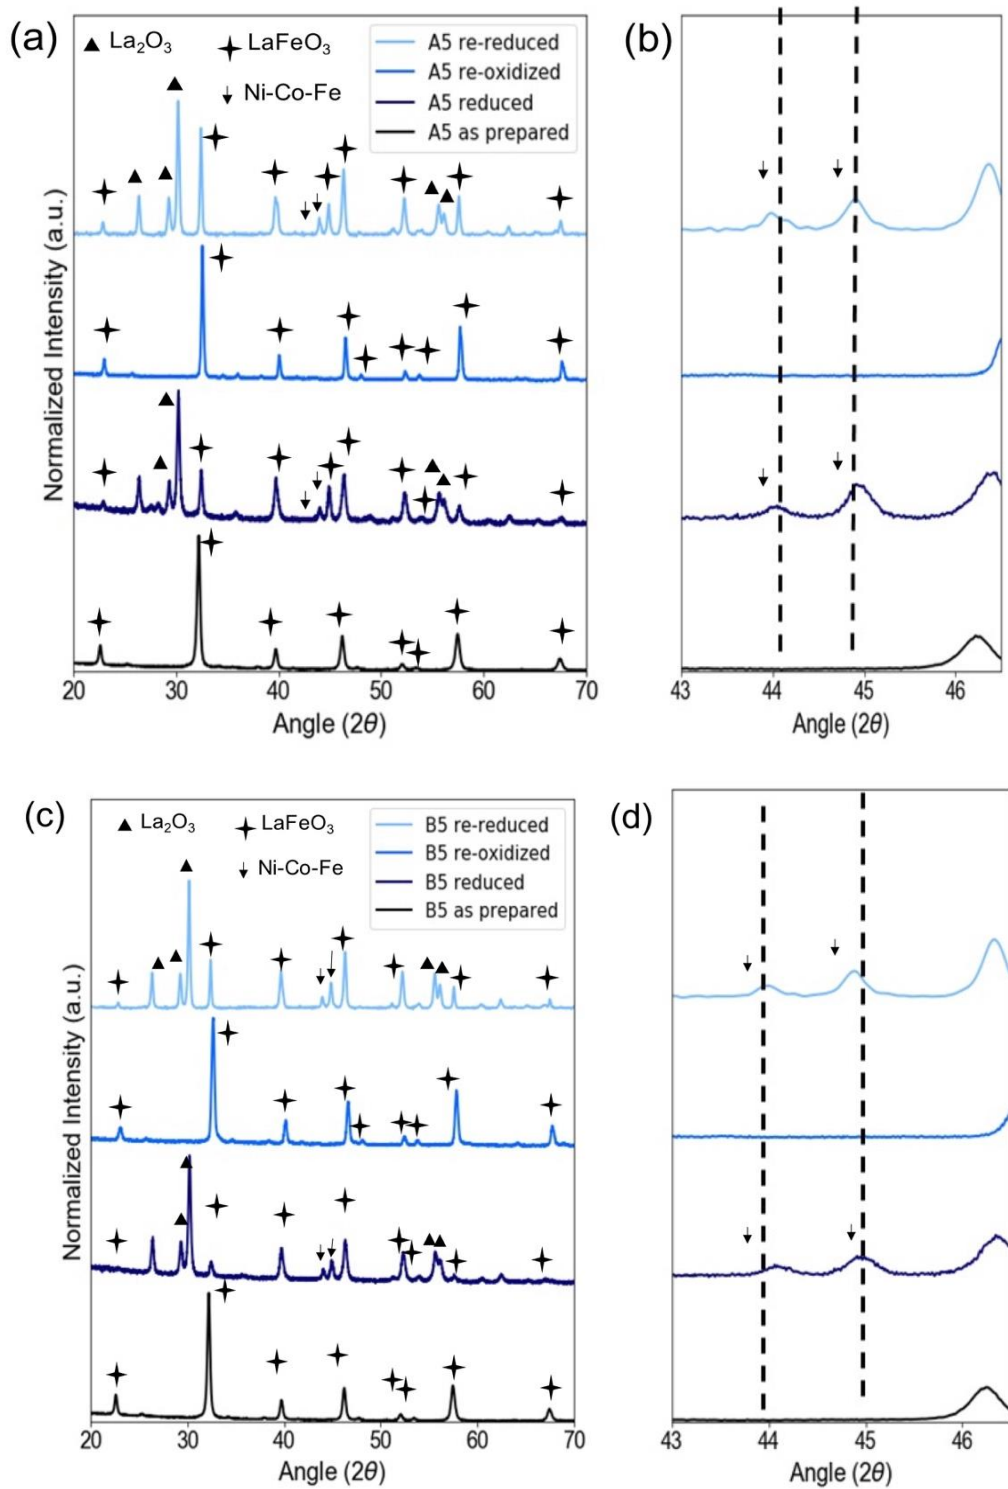 (a)
La₂O₃
LaFeO₃
Ni-Co-Fe
A5 re-reduced
A5 re-oxidized
A5 reduced
A5 as prepared
Normalized Intensity (a.u.)
20 30 40 50 60 70
Angle (2θ)
(b)
43 44 45 46
Angle (2θ)
(c)
La₂O₃
LaFeO₃
Ni-Co-Fe
B5 re-reduced
B5 re-oxidized
B5 reduced
B5 as prepared
Normalized Intensity (a.u.)
20 30 40 50 60 70
Angle (2θ)
(d)
43 44 45 46
Angle (2θ)